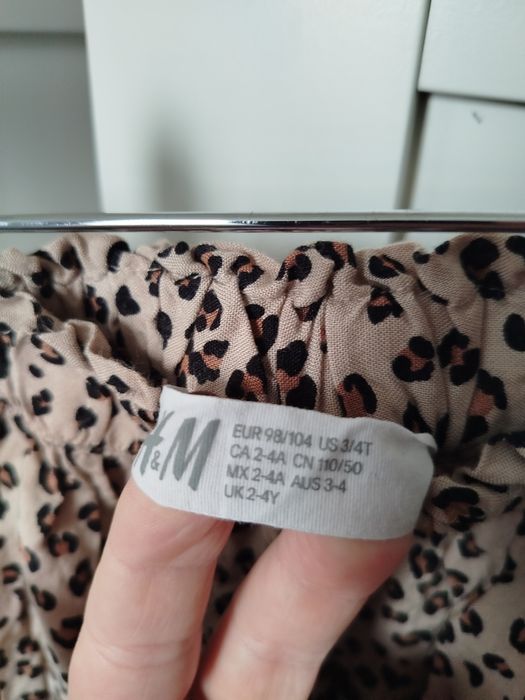 H&M
EUR 98/104 US 3/4T
CA 2-4A CN 110/50
MX 2-4A AUS 3-4
UK 2-4Y